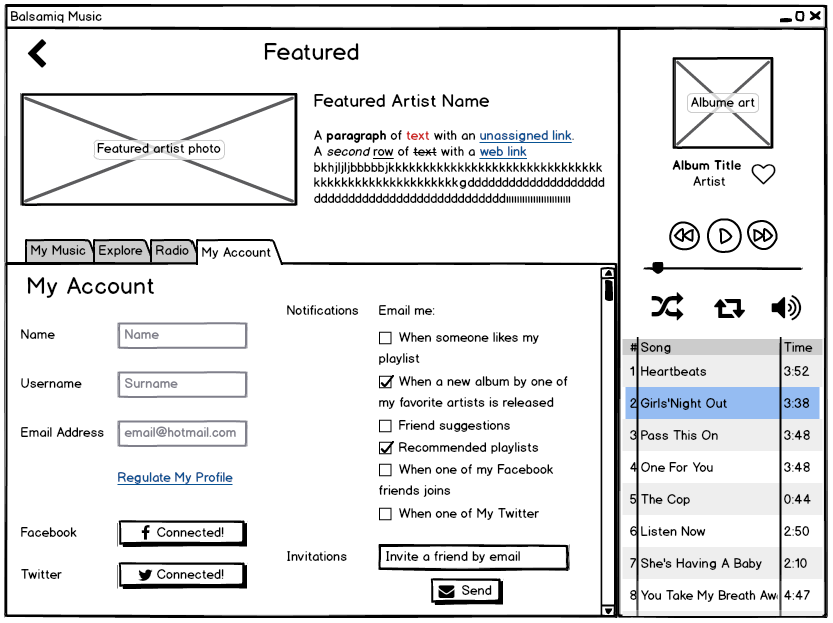 Balsamiq Music
Featured
Featured artist photo
Featured Artist Name
A paragraph of text with an unassigned link.
A second row of text with a web link
My Music
Explore
Radio
My Account
My Account
Name
Name
Username
Surname
Email Address
email@hotmail.com
Regulate My Profile
Facebook
Connected!
Twitter
Connected!
Notifications
Email me:
When someone likes my
playlist
When a new album by one of
my favorite artists is released
Friend suggestions
Recommended playlists
When one of my Facebook
friends joins
When one of My Twitter
Invitations
Invite a friend by email
Send
Albume art
Album Title
Artist
# Song Time
1 Heartbeats 3:52
2 Girls'Night Out 3:38
3 Pass This On 3:48
4 One For You 3:48
5 The Cop 0:44
6 Listen Now 2:50
7 She's Having A Baby 2:10
8 You Take My Breath Aw 4:47